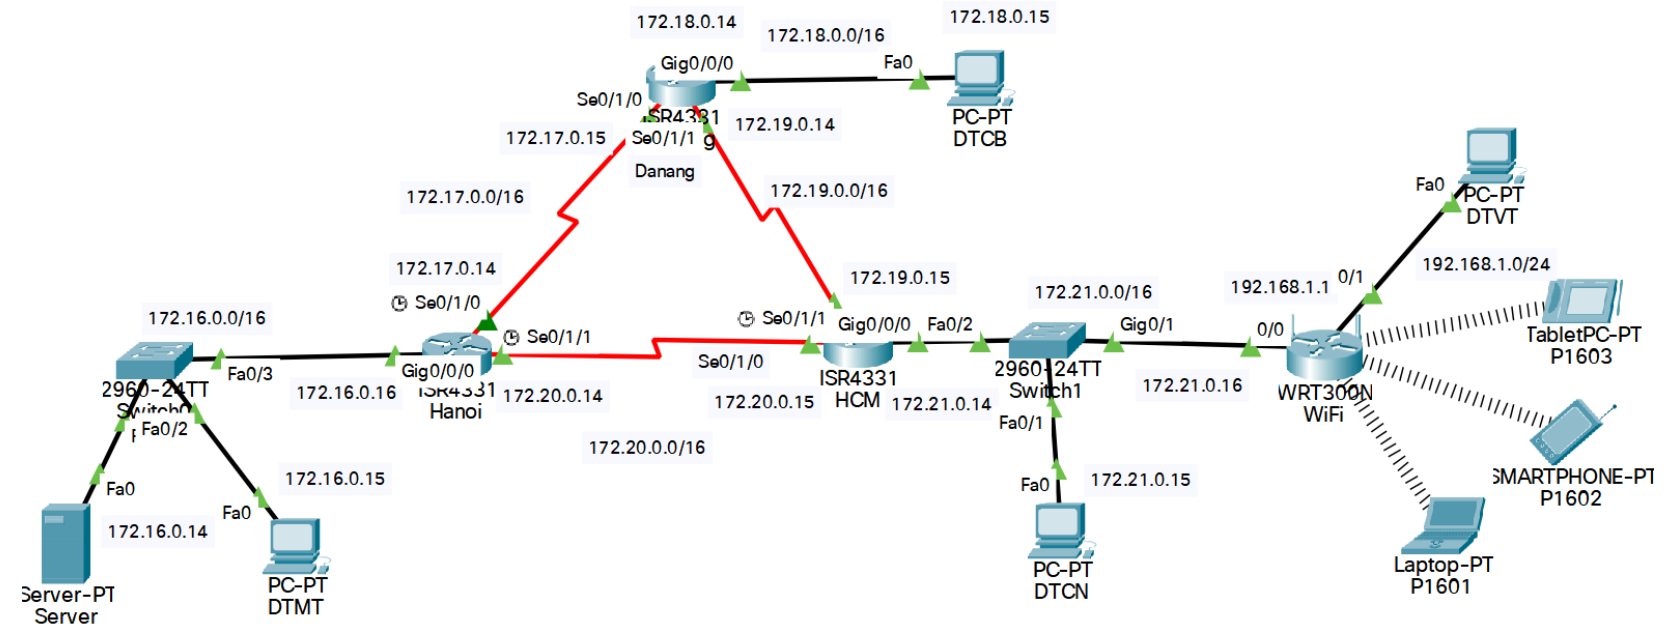 172.18.0.14
172.18.0.0/16
172.18.0.15
Gig0/0/0
Fa0
Se0/1/0
ISR4331
172.17.0.15
Se0/1/1
g
172.19.0.14
PC-PT
DTCB
Danang
172.17.0.0/16
172.19.0.0/16
Fa0
PC-PT
DTVT
172.17.0.14
Se0/1/0
172.19.0.15
192.168.1.1
0/1
192.168.1.0/24
172.16.0.0/16
Se0/1/1
Se0/1/1
Gig0/0/0
Fa0/2
172.21.0.0/16
Gig0/1
0/0
TabletPC-PT
P1603
Fa0/3
Gig0/0/0
Se0/1/0
2960-24TT
Switch0
172.16.0.16
ISR4331
Hanoi
172.20.0.14
172.20.0.15
ISR4331
HCM
172.21.0.14
2960-24TT
Switch1
172.21.0.16
WRT300N
WiFi
Fa0/2
Fa0/1
172.20.0.0/16
172.16.0.15
Fa0
Fa0
172.21.0.15
SMARTPHONE-PT
P1602
172.16.0.14
Fa0
Server-PT
Server
PC-PT
DTMT
PC-PT
DTCN
Laptop-PT
P1601